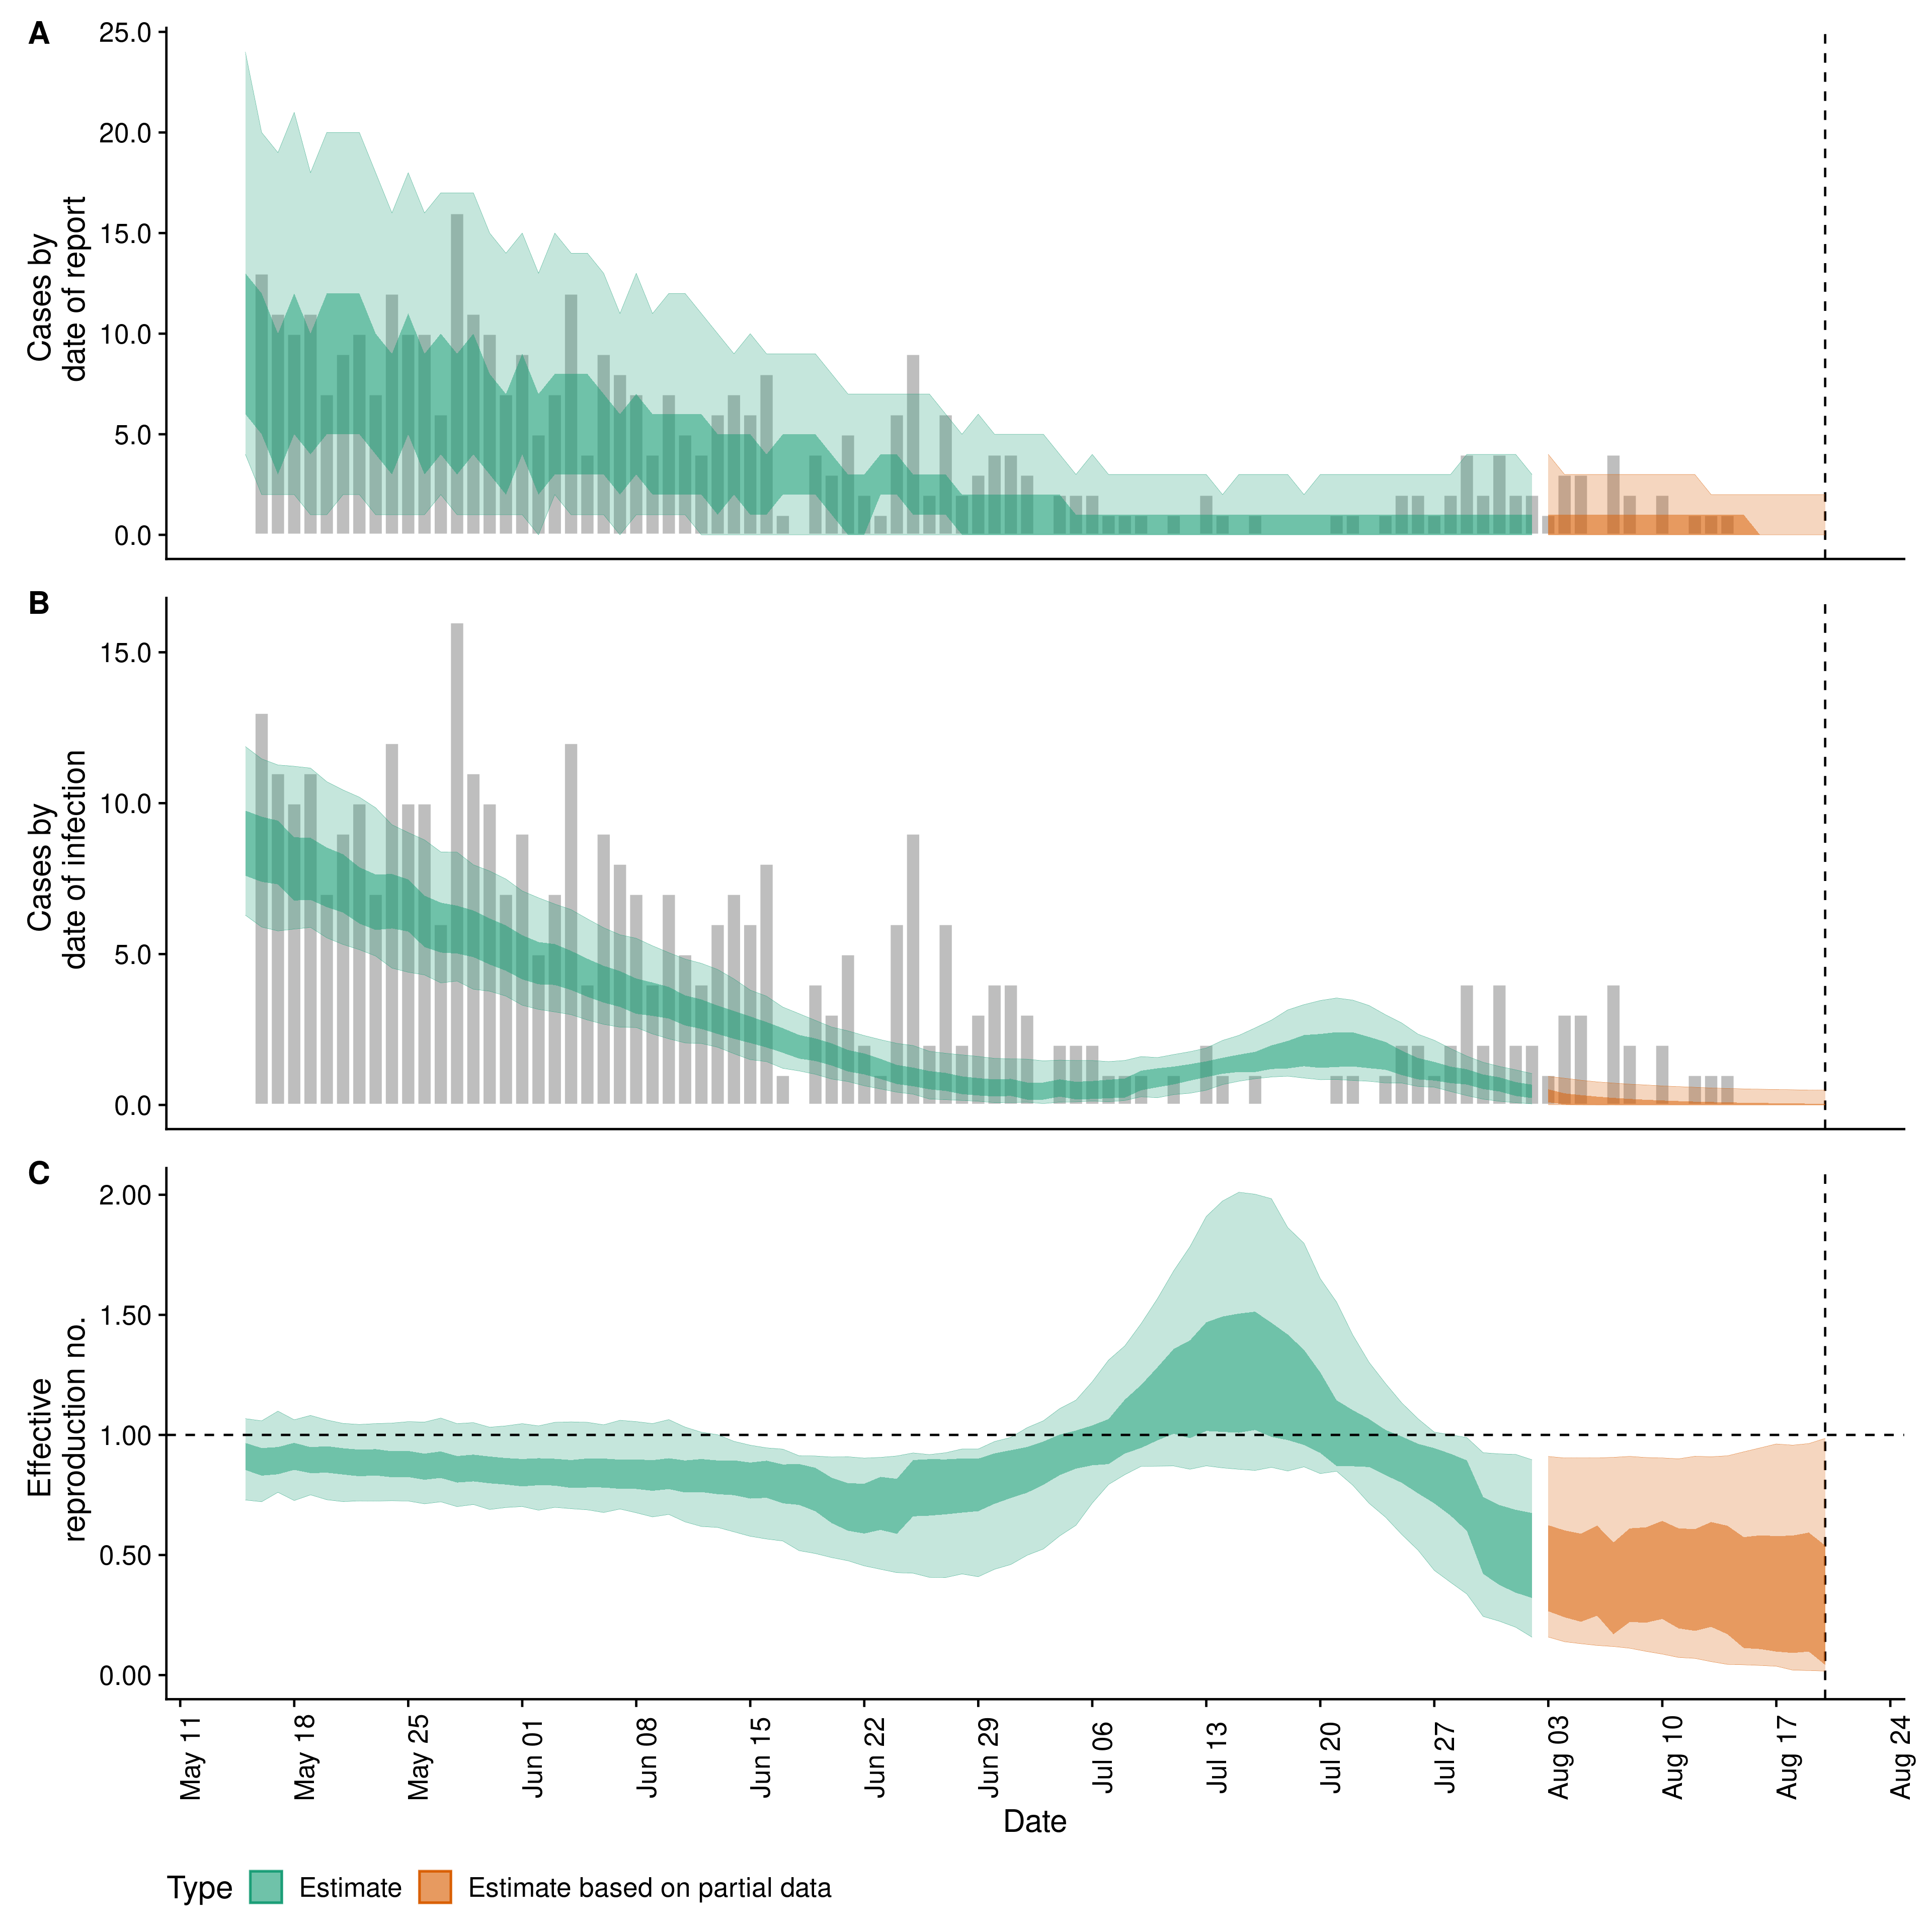 A
25.0
20.0
15.0
10.0
5.0
0.0
Cases by
date of report
B
15.0
10.0
5.0
0.0
Cases by
date of infection
C
2.00
1.50
1.00
0.50
0.00
Effective
reproduction no.
May 11
May 18
May 25
Jun 01
Jun 08
Jun 15
Jun 22
Jun 29
Jul 06
Jul 13
Jul 20
Jul 27
Aug 03
Aug 10
Aug 17
Aug 24
Date
Type Estimate Estimate based on partial data